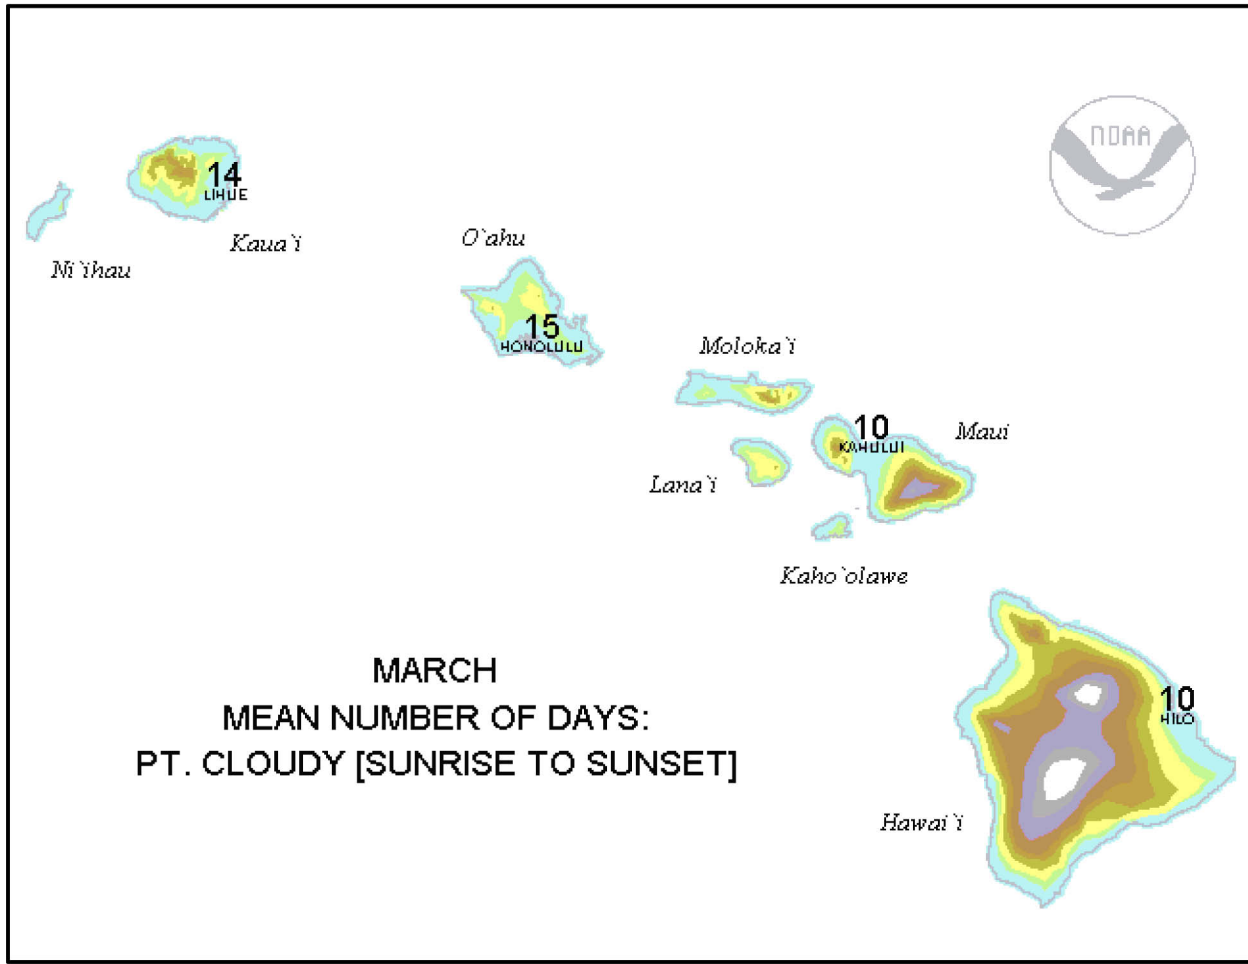 NOAA
14
LIHUE
Kaua`i
Ni`ihau
O`ahu
15
HONOLULU
Moloka`i
10
KAHULUI
Maui
Lana`i
Kaho`olawe
MARCH
MEAN NUMBER OF DAYS:
PT. CLOUDY [SUNRISE TO SUNSET]
10
HILO
Hawai`i